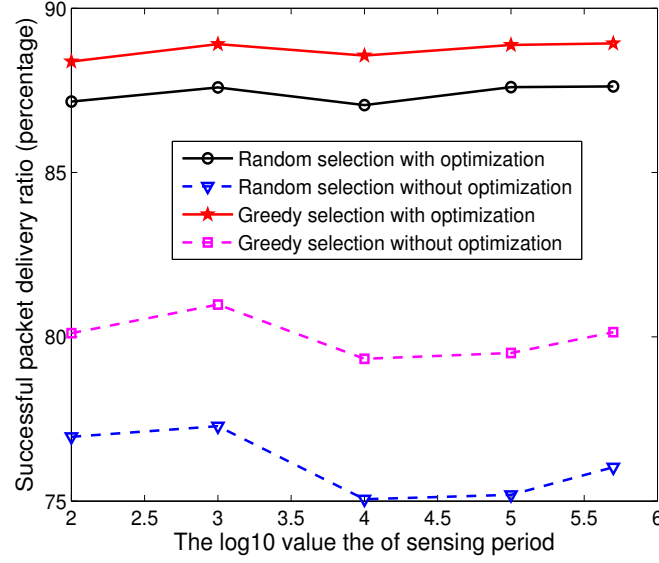 90
85
80
75
Successful packet delivery ratio (percentage)
Random selection with optimization
Random selection without optimization
Greedy selection with optimization
Greedy selection without optimization
2 2.5 3 3.5 4 4.5 5 5.5 6
The log10 value the of sensing period